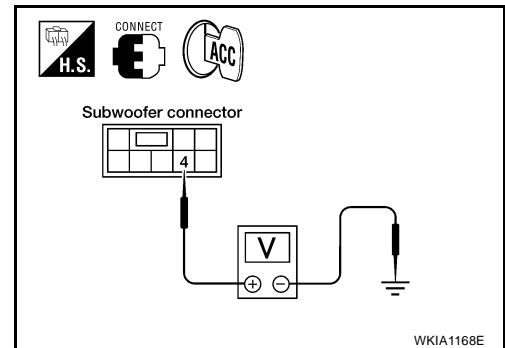 H.S.
CONNECT
ACC
Subwoofer connector
4
V
+ −
WKIA1168E